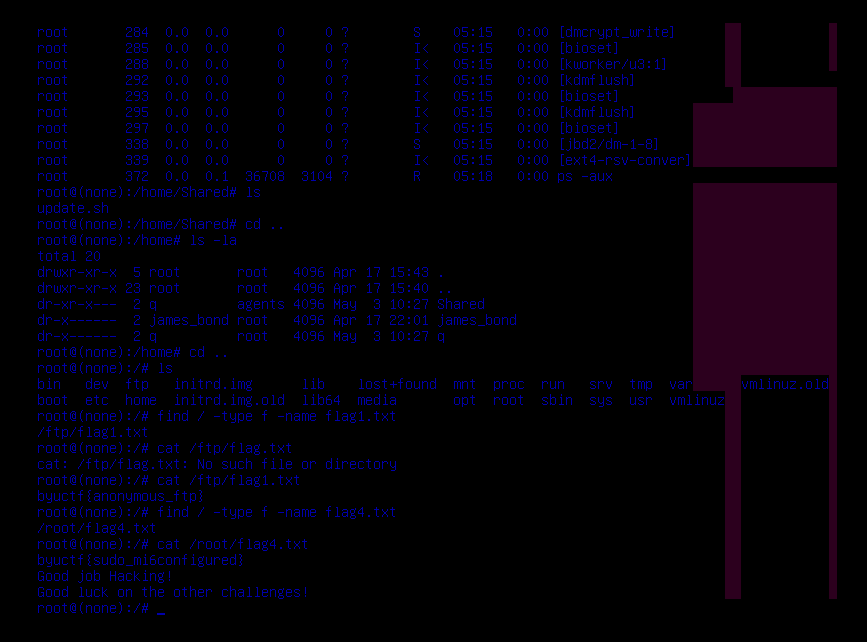 root       284  0.0  0.0      0     0 ?        S    05:15   0:00 [dmcrypt_write]
root       285  0.0  0.0      0     0 ?        I<   05:15   0:00 [bioset]
root       288  0.0  0.0      0     0 ?        I<   05:15   0:00 [kworker/u3:1]
root       292  0.0  0.0      0     0 ?        I<   05:15   0:00 [kdmflush]
root       293  0.0  0.0      0     0 ?        I<   05:15   0:00 [bioset]
root       295  0.0  0.0      0     0 ?        I<   05:15   0:00 [kdmflush]
root       297  0.0  0.0      0     0 ?        I<   05:15   0:00 [bioset]
root       338  0.0  0.0      0     0 ?        S    05:15   0:00 [jbd2/dm-1-8]
root       339  0.0  0.0      0     0 ?        I<   05:15   0:00 [ext4-rsv-conver]
root       372  0.0  0.1  36708  3104 ?        R    05:16   0:00 ps -aux
root@(none):/home/Shared# ls
update.sh
root@(none):/home/Shared# cd ..
root@(none):/home# ls -la
total 20
drwxr-xr-x  5 root      root   4096 Apr 17 15:43 .
drwxr-xr-x 23 root      root   4096 Apr 17 15:40 ..
dr-xr-x---  2 q         agents 4096 May  3 10:27 Shared
dr-x------  2 james_bond root   4096 Apr 17 22:01 james_bond
dr-x------  2 q         root   4096 May  3 10:27 q
root@(none):/home# cd ..
root@(none):/# ls
bin   dev  ftp   initrd.img      lib    lost+found  mnt  proc  run   srv  tmp  var      vmlinuz.old
boot  etc  home  initrd.img.old  lib64  media       opt  root  sbin  sys  usr  vmlinuz
root@(none):/# find / -type f -name flag1.txt
/ftp/flag1.txt
root@(none):/# cat /ftp/flag.txt
cat: /ftp/flag.txt: No such file or directory
root@(none):/# cat /ftp/flag1.txt
byuctf{anonymous_ftp}
root@(none):/# find / -type f -name flag4.txt
/root/flag4.txt
root@(none):/# cat /root/flag4.txt
byuctf{sudo_mi6configured}
Good job Hacking!
Good luck on the other challenges!
root@(none):/# _